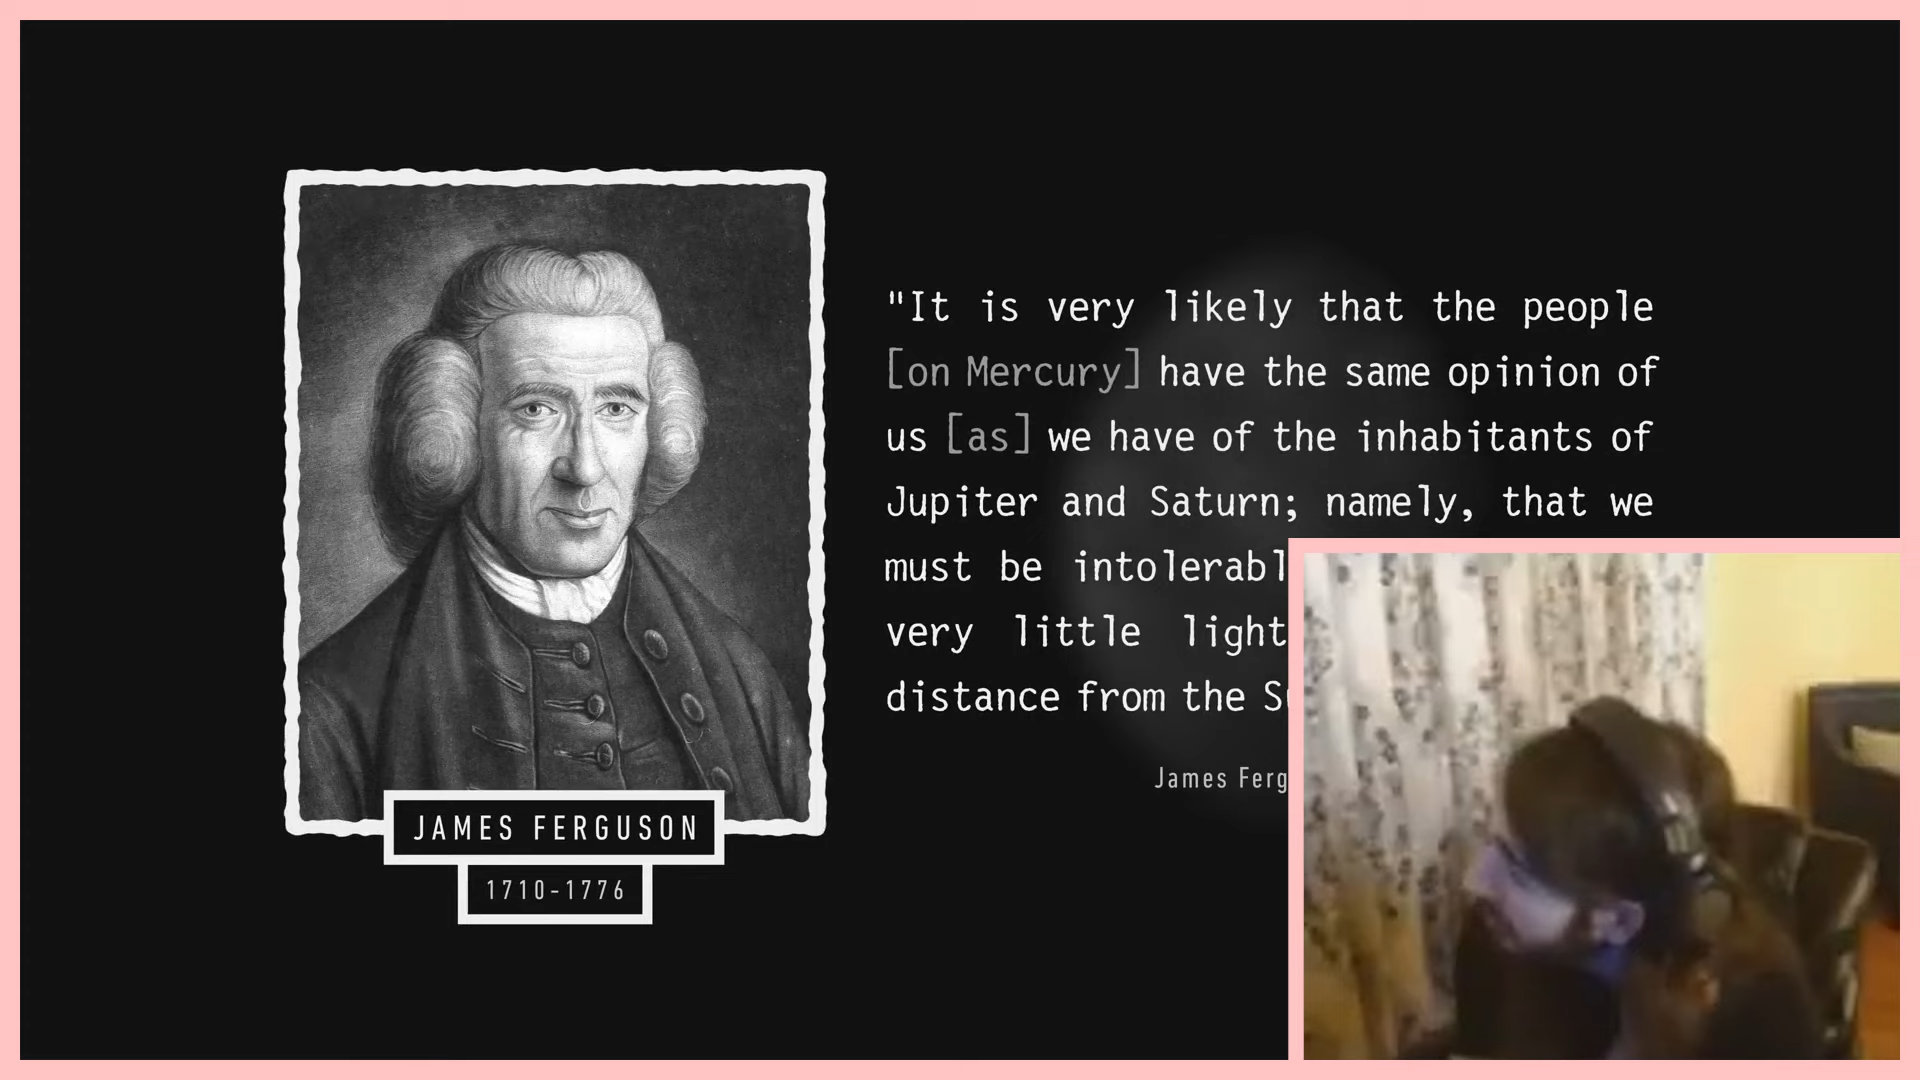 "It is very likely that the people
[on Mercury] have the same opinion of
us [as] we have of the inhabitants of
Jupiter and Saturn; namely, that we
must be
very little light
distance from the
James
JAMES FERGUSON
1710-1776